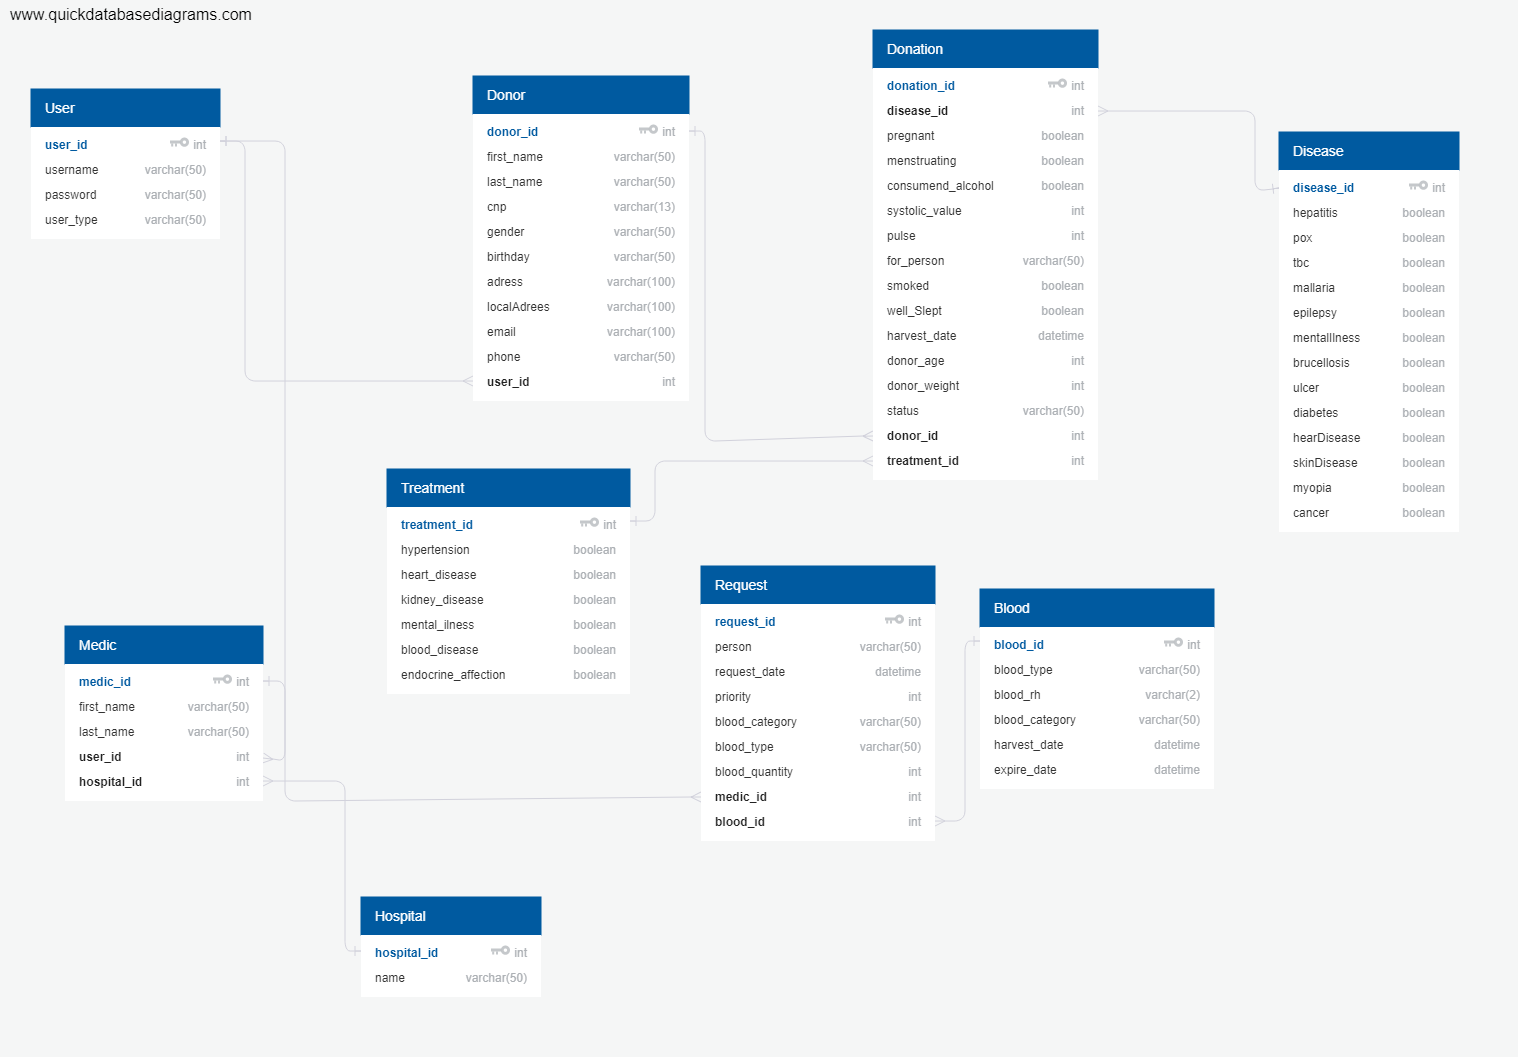 www.quickdatabasediagrams.com
User
user_id int
username varchar(50)
password varchar(50)
user_type varchar(50)
Donor
donor_id int
first_name varchar(50)
last_name varchar(50)
cnp varchar(13)
gender varchar(50)
birthday varchar(50)
adress varchar(100)
localAdrees varchar(100)
email varchar(100)
phone varchar(50)
user_id int
Donation
donation_id int
disease_id int
pregnant boolean
menstruating boolean
consumend_alcohol boolean
systolic_value int
pulse int
for_person varchar(50)
smoked boolean
well_Slept boolean
harvest_date datetime
donor_age int
donor_weight int
status varchar(50)
donor_id int
treatment_id int
Disease
disease_id int
hepatitis boolean
pox boolean
tbc boolean
mallaria boolean
epilepsy boolean
mentalIlness boolean
brucellosis boolean
ulcer boolean
diabetes boolean
hearDisease boolean
skinDisease boolean
myopia boolean
cancer boolean
Treatment
treatment_id int
hypertension boolean
heart_disease boolean
kidney_disease boolean
mental_ilness boolean
blood_disease boolean
endocrine_affection boolean
Request
request_id int
person varchar(50)
request_date datetime
priority int
blood_category varchar(50)
blood_type varchar(50)
blood_quantity int
medic_id int
blood_id int
Blood
blood_id int
blood_type varchar(50)
blood_rh varchar(2)
blood_category varchar(50)
harvest_date datetime
expire_date datetime
Medic
medic_id int
first_name varchar(50)
last_name varchar(50)
user_id int
hospital_id int
Hospital
hospital_id int
name varchar(50)